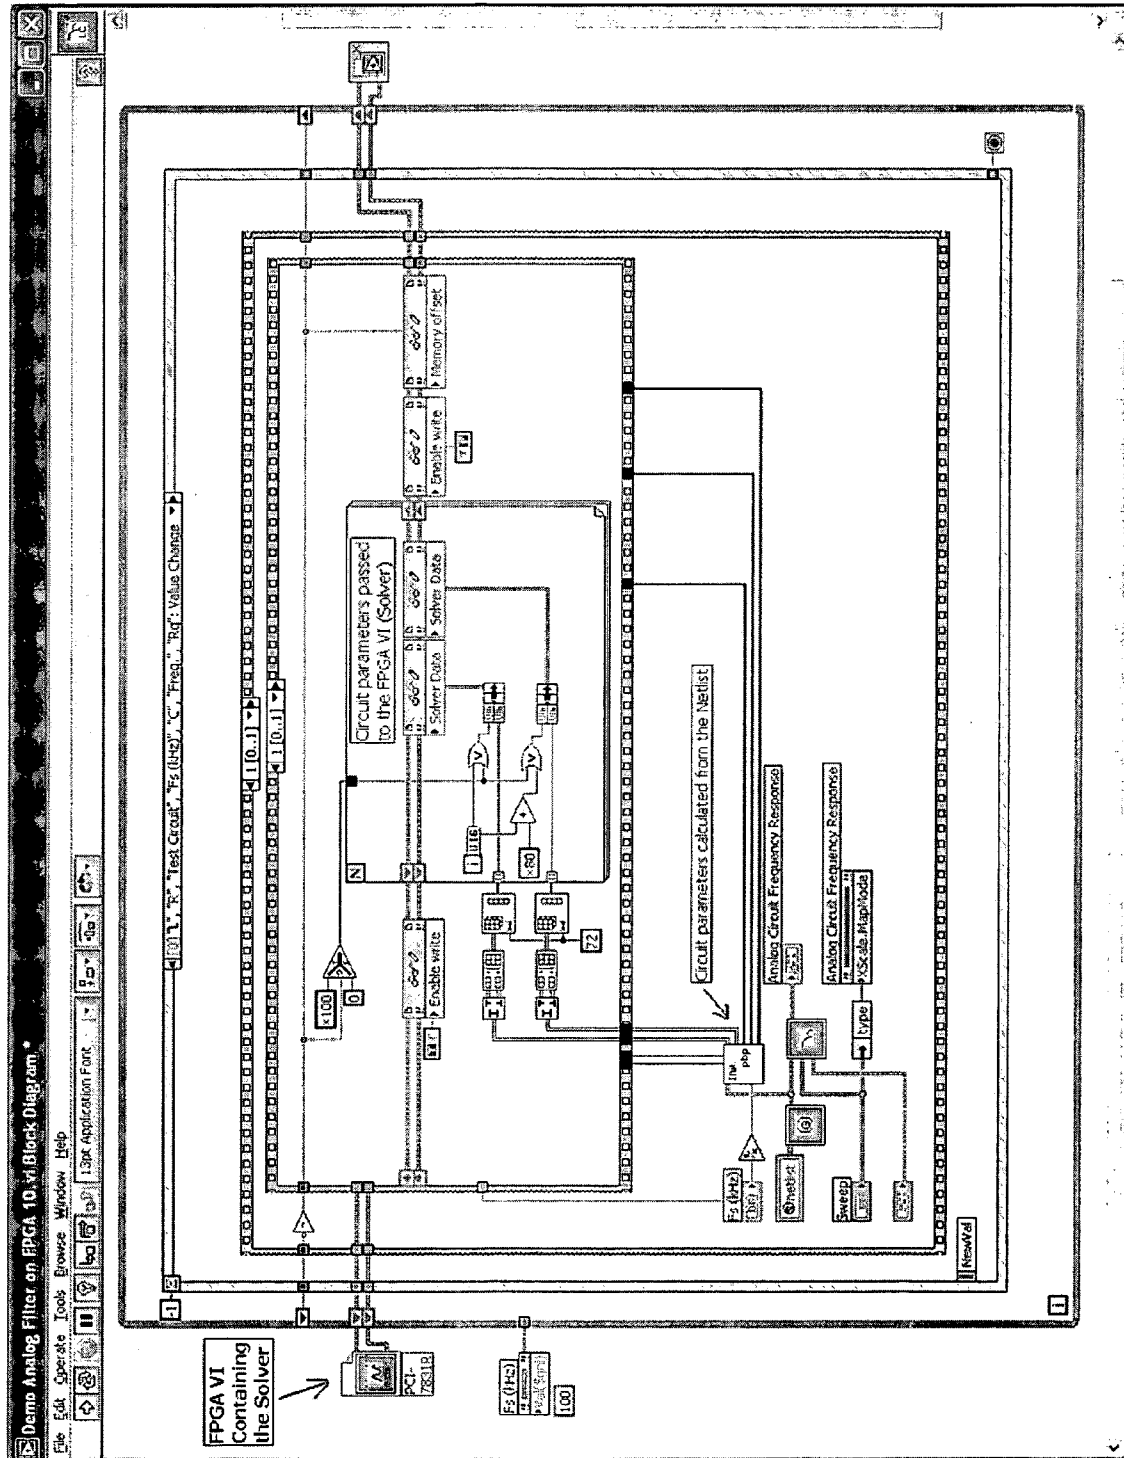 Demo Analog Filter on FPGA 10.vi Block Diagram *
File Edit Operate Tools Browse Window Help
13pt Application Font
FPGA VI
Containing
the Solver
PCI-
7831R
Fs (kHz)
Val(Sgnl)
100
-1
"R", "Test Circuit", "Fs (kHz)", "C", "Freq.", "Rq": Value Change
1 [0..1]
1 [0..1]
x100
0
Enable write
N
Circuit parameters passed
to the FPGA VI (Solver)
i
U16
x80
Solver Data
Solver Data
Enable write
Memory offset
72
Circuit parameters calculated from the Netlist
Fs (kHz)
netlist
Sweep
pbp
Analog Circuit Frequency Response
Analog Circuit Frequency Response
type
XScale.MapMode
NewVal
i